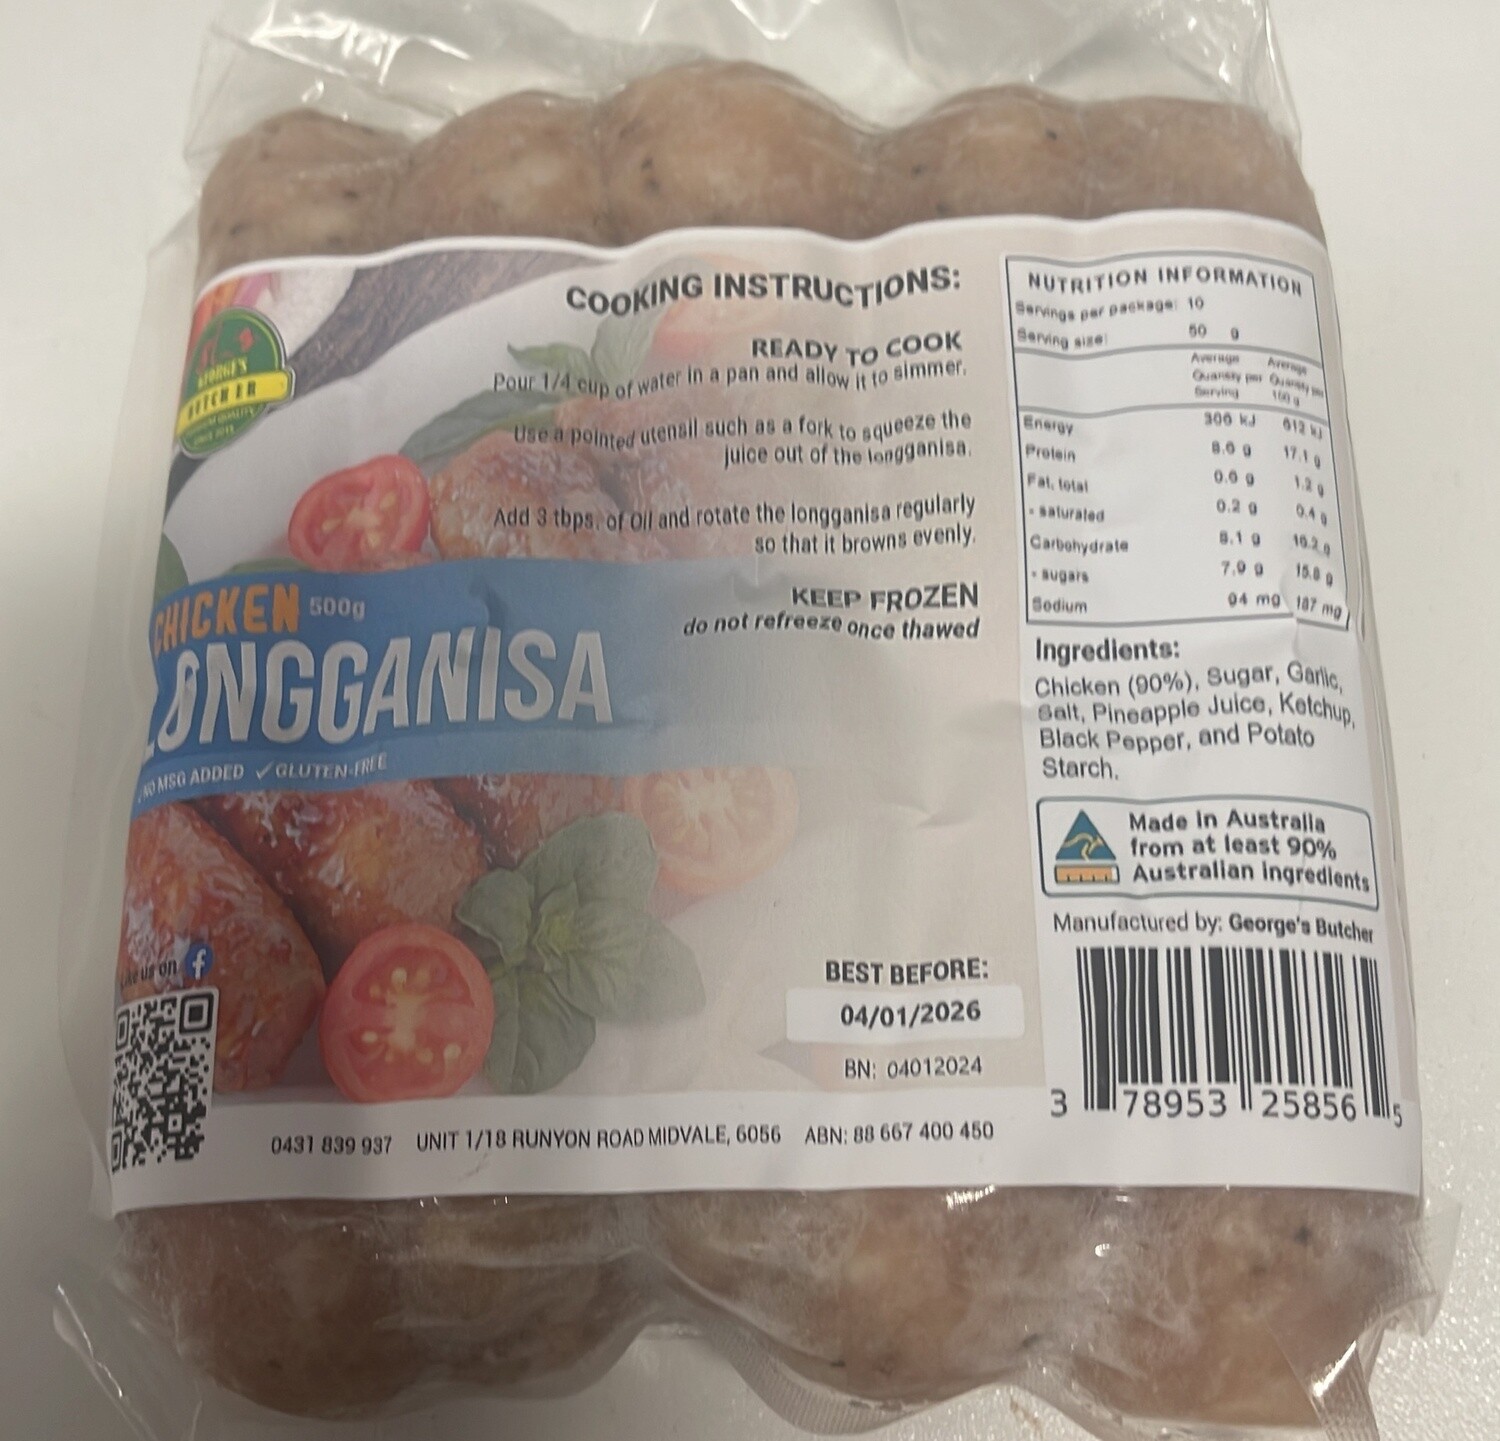 GEORGE'S
BUTCHER
CHICKEN 500g
LONGGANISA
NO MSG ADDED ✓GLUTEN-FREE
Like us on
COOKING INSTRUCTIONS:
READY TO COOK
Pour 1/4 cup of water in a pan and allow it to simmer.
Use a pointed utensil such as a fork to squeeze the
juice out of the longganisa.
Add 3 tbps. of Oil and rotate the longganisa regularly
so that it browns evenly.
KEEP FROZEN
do not refreeze once thawed
BEST BEFORE:
04/01/2026
BN: 04012024
0431 839 937 UNIT 1/18 RUNYON ROAD MIDVALE, 6056 ABN: 88 667 400 450
NUTRITION INFORMATION
Servings per package: 10
Serving size: 50 g
Average Quantity per Serving
Average Quantity per 100 g
Energy 306 kJ 612 kJ
Protein 8.6 g 17.1 g
Fat, total 0.6 g 1.2 g
- saturated 0.2 g 0.4 g
Carbohydrate 8.1 g 16.2 g
- sugars 7.9 g 15.8 g
Sodium 94 mg 187 mg
Ingredients:
Chicken (90%), Sugar, Garlic,
Salt, Pineapple Juice, Ketchup,
Black Pepper, and Potato
Starch.
Made in Australia
from at least 90%
Australian ingredients
Manufactured by: George's Butcher
3 78953 25856 5